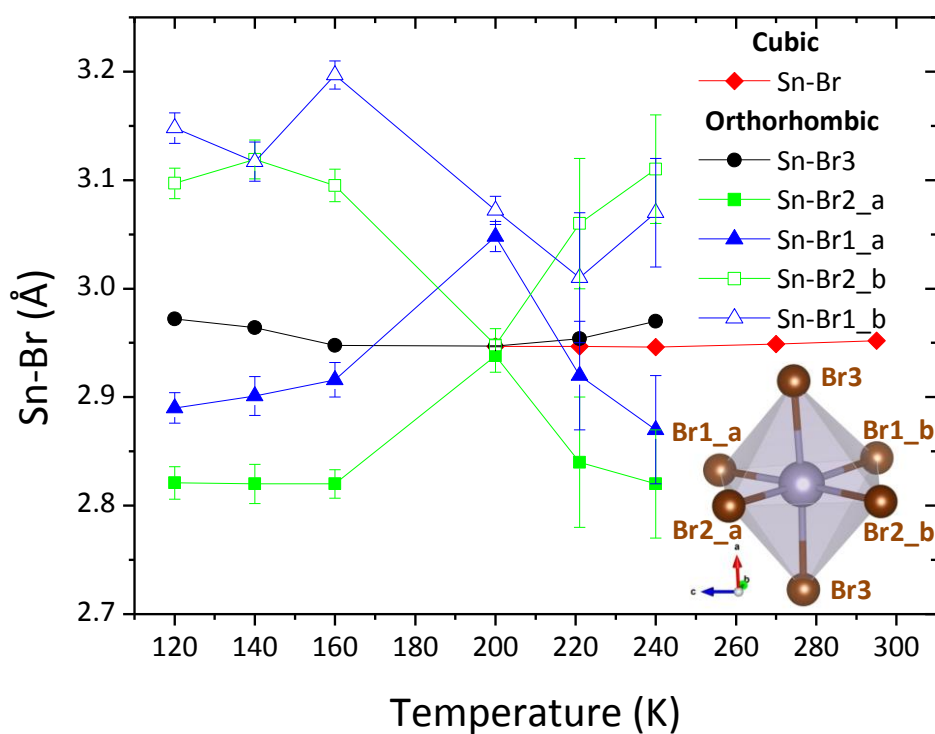 Sn-Br (Å)
3.2
3.1
3.0
2.9
2.8
2.7
120 140 160 180 200 220 240 260 280 300
Temperature (K)
Cubic
Sn-Br
Orthorhombic
Sn-Br3
Sn-Br2_a
Sn-Br1_a
Sn-Br2_b
Sn-Br1_b
Br3
Br1_a Br1_b
Br2_a Br2_b
Br3
a
b
c